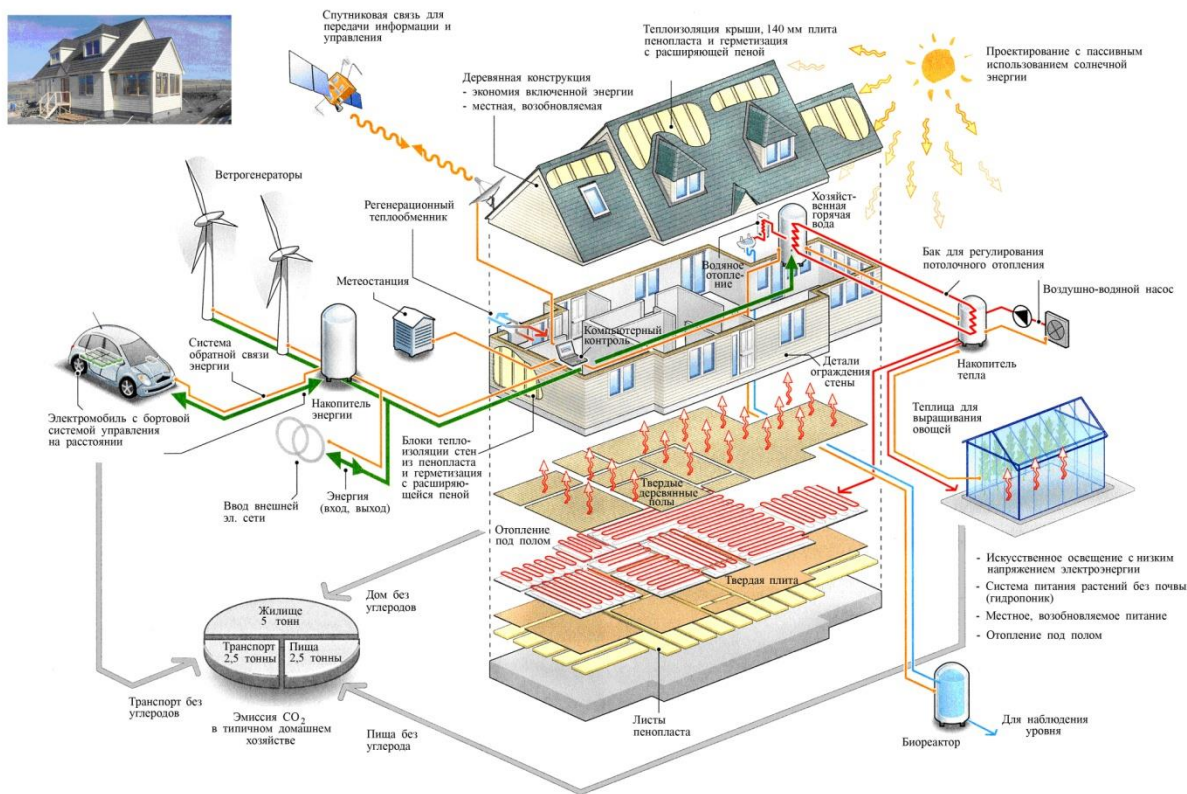 Спутниковая связь для
передачи информации и
управления
Теплоизоляция крыши, 140 мм плита
пенопласта и герметизация
с расширяющей пеной
Проектирование с пассивным
использованием солнечной
энергии
Деревянная конструкция
- экономия включенной энергии
- местная, возобновляемая
Ветрогенераторы
Регенерационный
теплообменник
Хозяйст-
венная
горячая
вода
Метеостанция
Водяное
отопле-
ние
Бак для регулирования
потолочного отопления
Воздушно-водяной насос
Компьютерный
контроль
Система
обратной связи
энергии
Детали
ограждения
стены
Накопитель
тепла
Электромобиль с бортовой
системой управления
на расстоянии
Накопитель
энергии
Теплица для
выращивания
овощей
Блоки тепло-
изоляции стен
из пенопласта
и герметизация
с расширяю-
щейся пеной
Ввод внешней
эл. сети
Энергия
(вход, выход)
Твердые
деревянные
полы
Отопление
под полом
Твердая плита
- Искусственное освещение с низким
напряжением электроэнергии
- Система питания растений без почвы
(гидропоник)
- Местное, возобновляемое питание
- Отопление под полом
Дом без
углеродов
Жилище
5 тонн
Транспорт
2,5 тонны
Пища
2,5 тонны
Транспорт без
углеродов
Эмиссия CO2
в типичном домашнем
хозяйстве
Пища без
углерода
Листы
пенопласта
Биореактор
Для наблюдения
уровня